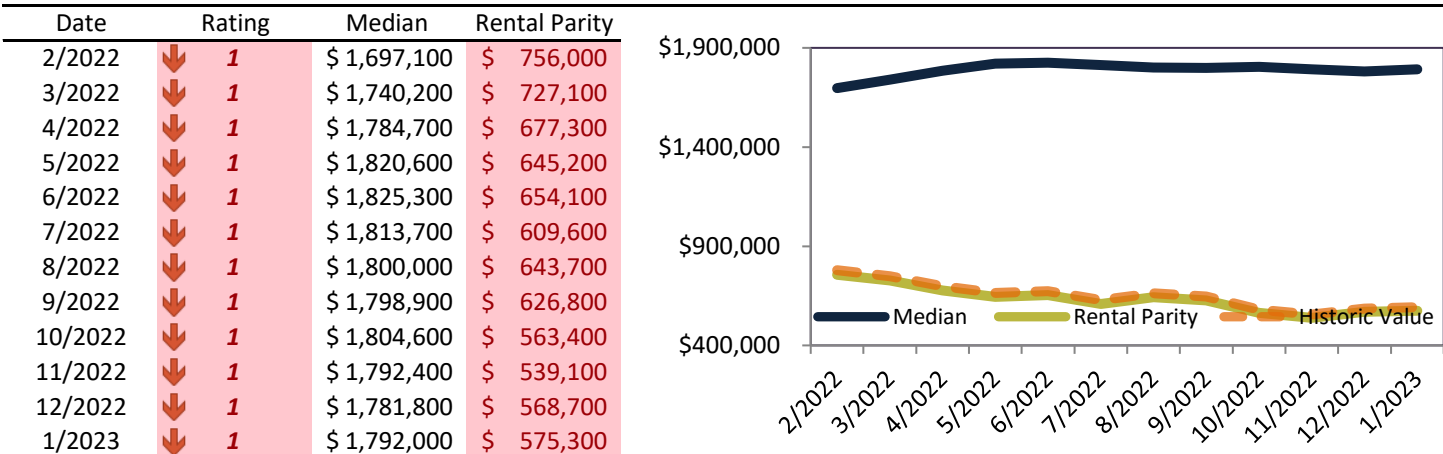 Date Rating Median Rental Parity
2/2022 1 $ 1,697,100 $ 756,000
3/2022 1 $ 1,740,200 $ 727,100
4/2022 1 $ 1,784,700 $ 677,300
5/2022 1 $ 1,820,600 $ 645,200
6/2022 1 $ 1,825,300 $ 654,100
7/2022 1 $ 1,813,700 $ 609,600
8/2022 1 $ 1,800,000 $ 643,700
9/2022 1 $ 1,798,900 $ 626,800
10/2022 1 $ 1,804,600 $ 563,400
11/2022 1 $ 1,792,400 $ 539,100
12/2022 1 $ 1,781,800 $ 568,700
1/2023 1 $ 1,792,000 $ 575,300
$1,900,000
$1,400,000
$900,000
$400,000
Median Rental Parity Historic Value
2/2022 3/2022 4/2022 5/2022 6/2022 7/2022 8/2022 9/2022 10/2022 11/2022 12/2022 1/2023